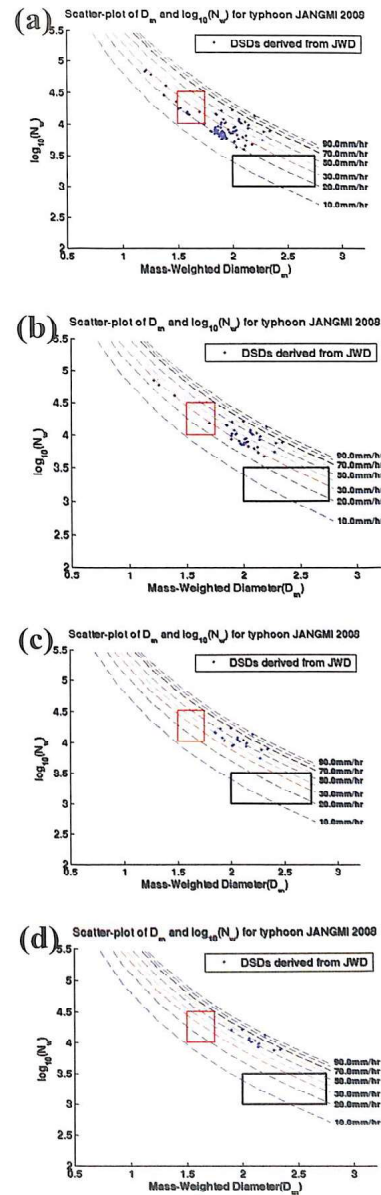 (a)
Scatter-plot of Dm and log10(Nw) for typhoon JANGMI 2008
DSDs derived from JWD
5.5
5
4.5
4
3.5
3
2.5
2
log10(Nw)
90.0mm/hr
70.0mm/hr
50.0mm/hr
30.0mm/hr
20.0mm/hr
10.0mm/hr
0.5 1 1.5 2 2.5 3
Mass-Weighted Diameter(Dm)
(b)
Scatter-plot of Dm and log10(Nw) for typhoon JANGMI 2008
DSDs derived from JWD
5.5
5
4.5
4
3.5
3
2.5
2
log10(Nw)
90.0mm/hr
70.0mm/hr
50.0mm/hr
30.0mm/hr
20.0mm/hr
10.0mm/hr
0.5 1 1.5 2 2.5 3
Mass-Weighted Diameter(Dm)
(c)
Scatter-plot of Dm and log10(Nw) for typhoon JANGMI 2008
DSDs derived from JWD
5.5
5
4.5
4
3.5
3
2.5
2
log10(Nw)
90.0mm/hr
70.0mm/hr
50.0mm/hr
30.0mm/hr
20.0mm/hr
10.0mm/hr
0.5 1 1.5 2 2.5 3
Mass-Weighted Diameter(Dm)
(d)
Scatter-plot of Dm and log10(Nw) for typhoon JANGMI 2008
DSDs derived from JWD
5.5
5
4.5
4
3.5
3
2.5
2
log10(Nw)
90.0mm/hr
70.0mm/hr
50.0mm/hr
30.0mm/hr
20.0mm/hr
10.0mm/hr
0.5 1 1.5 2 2.5 3
Mass-Weighted Diameter(Dm)